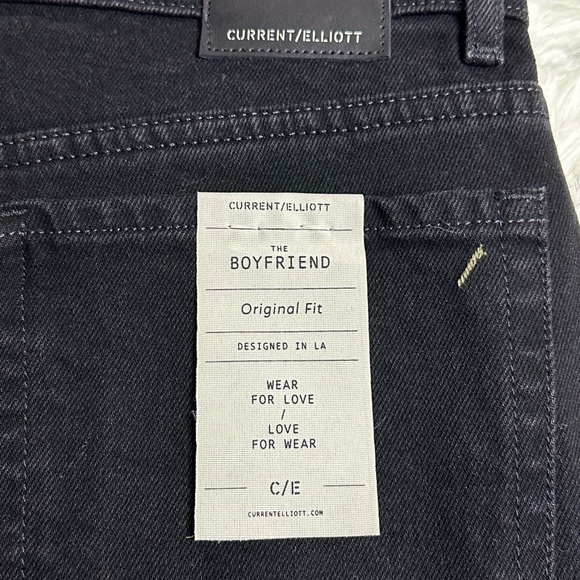 CURRENT/ELLIOTT
CURRENT/ELLIOTT
THE
BOYFRIEND
Original Fit
DESIGNED IN LA
WEAR
FOR LOVE
/
LOVE
FOR WEAR
C/E
CURRENTELLIOTT.COM